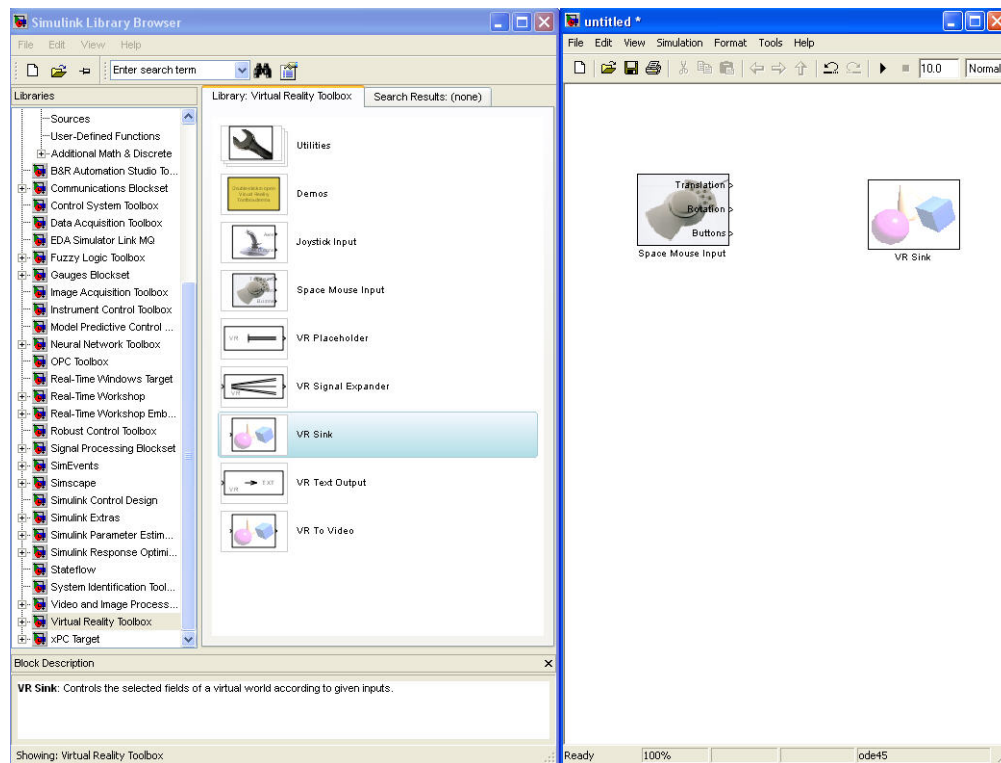 Simulink Library Browser
File Edit View Help
Enter search term
Libraries
Sources
User-Defined Functions
Additional Math & Discrete
B&R Automation Studio To...
Communications Blockset
Control System Toolbox
Data Acquisition Toolbox
EDA Simulator Link MQ
Fuzzy Logic Toolbox
Gauges Blockset
Image Acquisition Toolbox
Instrument Control Toolbox
Model Predictive Control ...
Neural Network Toolbox
OPC Toolbox
Real-Time Windows Target
Real-Time Workshop
Real-Time Workshop Emb...
Robust Control Toolbox
Signal Processing Blockset
SimEvents
Simscape
Simulink Control Design
Simulink Extras
Simulink Parameter Estim...
Simulink Response Optimi...
Stateflow
System Identification Tool...
Video and Image Process...
Virtual Reality Toolbox
xPC Target
Library: Virtual Reality Toolbox Search Results: (none)
Utilities
Demos
Joystick Input
Space Mouse Input
VR
VR Placeholder
VR
VR Signal Expander
VR Sink
VR TXT
VR Text Output
VR To Video
Block Description
VR Sink: Controls the selected fields of a virtual world according to given inputs.
Showing: Virtual Reality Toolbox
untitled *
File Edit View Simulation Format Tools Help
10.0 Normal
Translation
Rotation
Buttons
Space Mouse Input
VR Sink
Ready 100% ode45